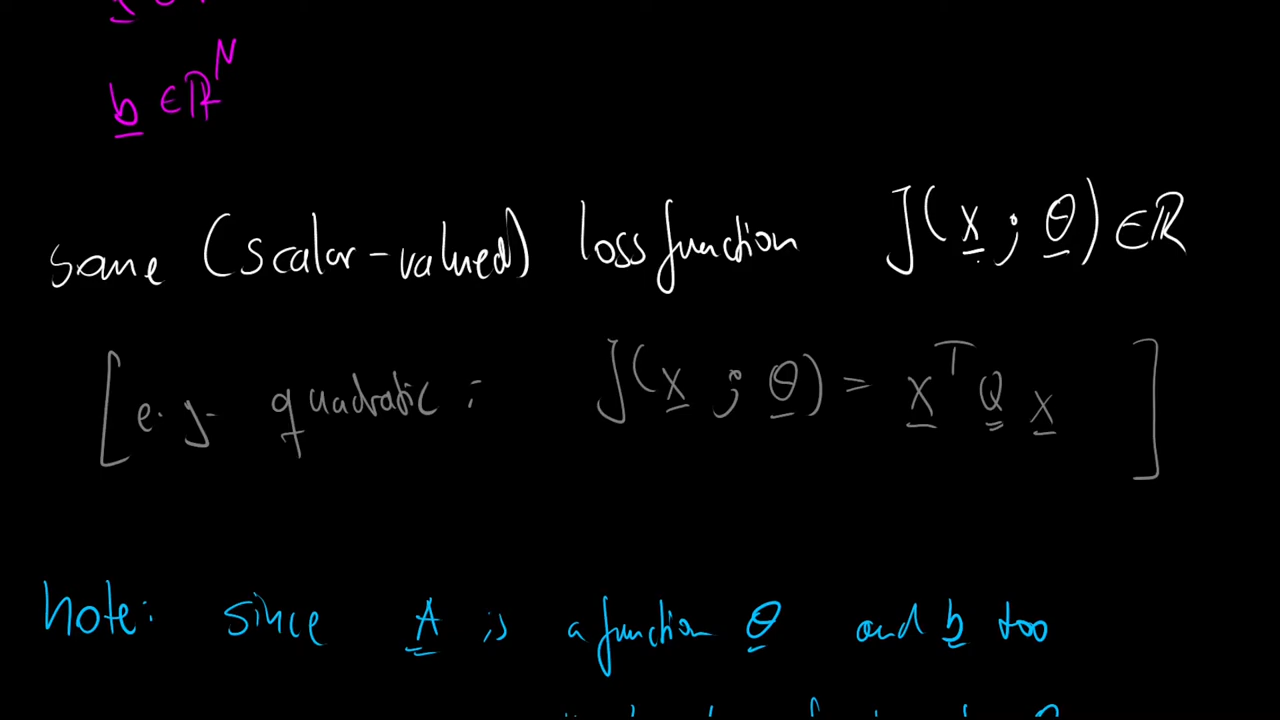 b ∈ ℝ^N
some (scalar-valued) loss function J(x ; θ) ∈ ℝ
[e.g. quadratic : J(x ; θ) = x^T Q x ]
note: since A is a function θ and b too